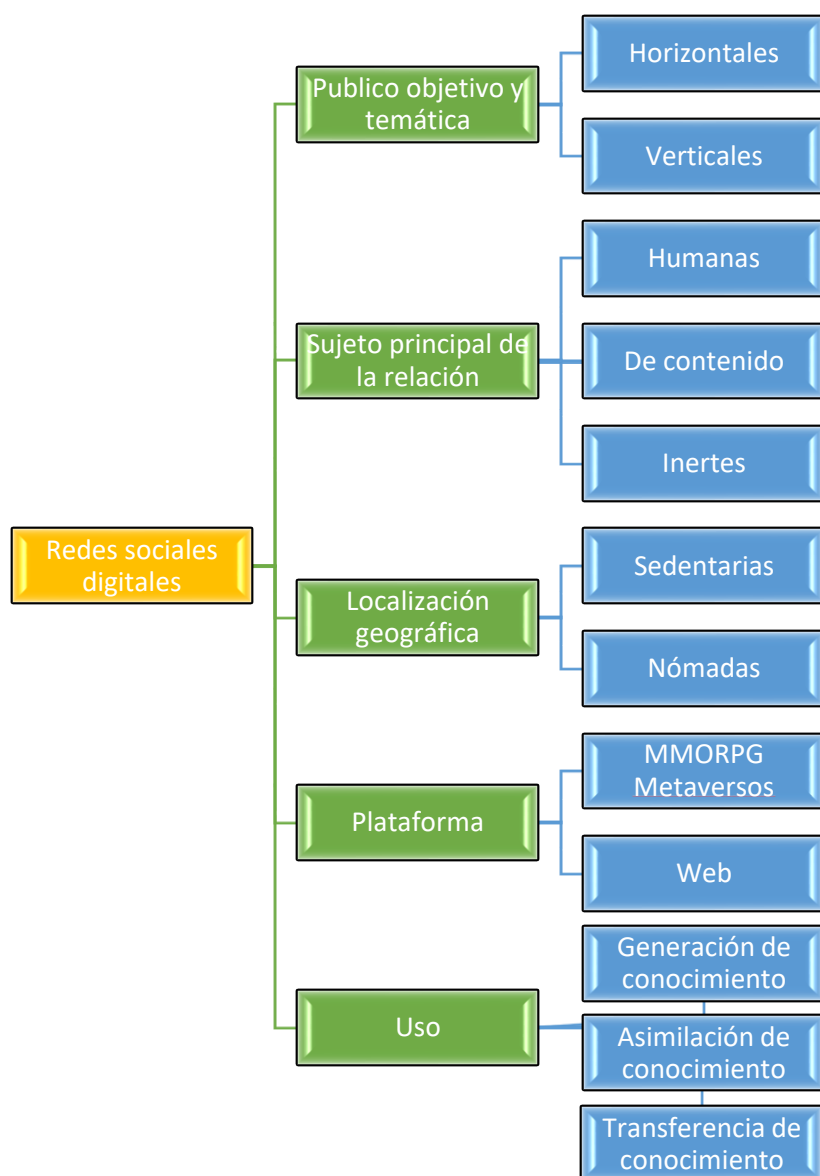 Redes sociales
digitales
Publico objetivo y
temática
Horizontales
Verticales
Sujeto principal de
la relación
Humanas
De contenido
Inertes
Localización
geográfica
Sedentarias
Nómadas
Plataforma
MMORPG
Metaversos
Web
Uso
Generación de
conocimiento
Asimilación de
conocimiento
Transferencia de
conocimiento